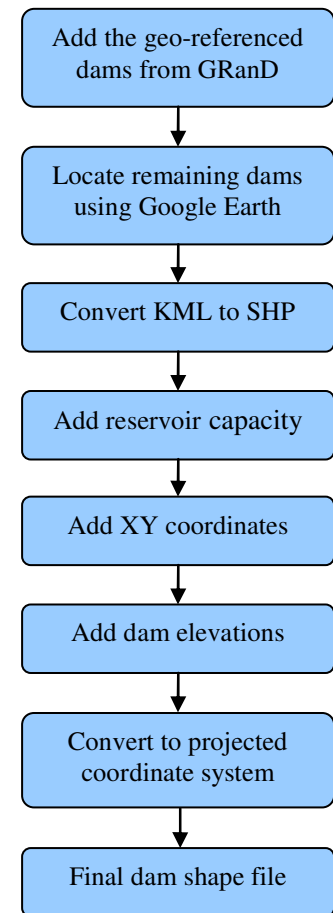 Add the geo-referenced
dams from GRanD
Locate remaining dams
using Google Earth
Convert KML to SHP
Add reservoir capacity
Add XY coordinates
Add dam elevations
Convert to projected
coordinate system
Final dam shape file